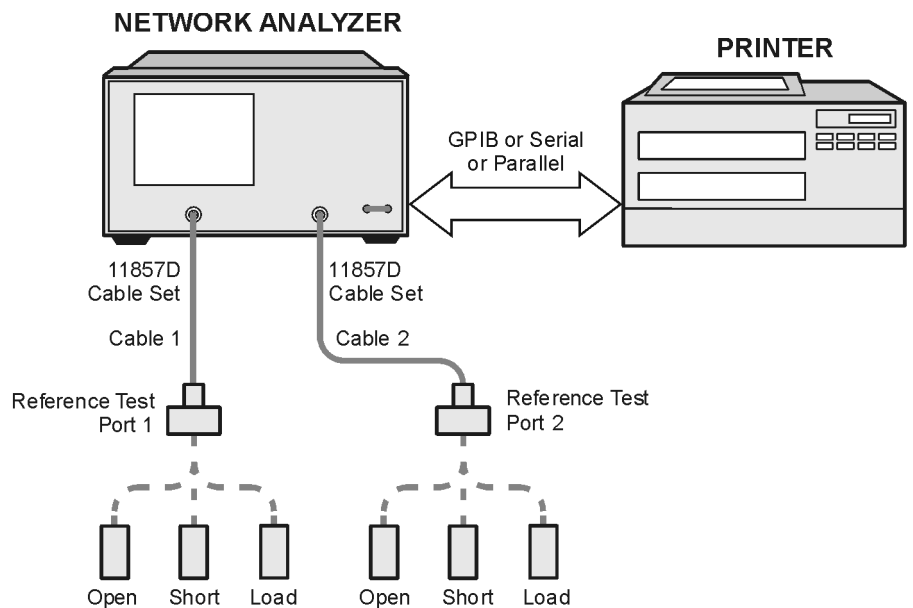 NETWORK ANALYZER
PRINTER
GPIB or Serial
or Parallel
11857D
Cable Set
11857D
Cable Set
Cable 1
Cable 2
Reference Test
Port 1
Reference Test
Port 2
Open
Short
Load
Open
Short
Load